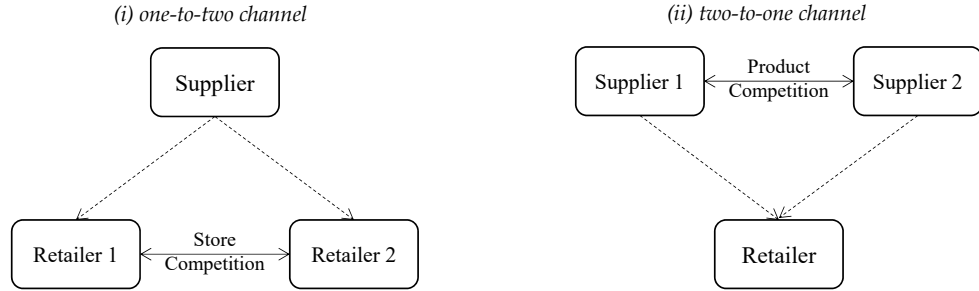 (i) one-to-two channel
Supplier
Retailer 1
Store
Competition
Retailer 2
(ii) two-to-one channel
Supplier 1
Product
Competition
Supplier 2
Retailer